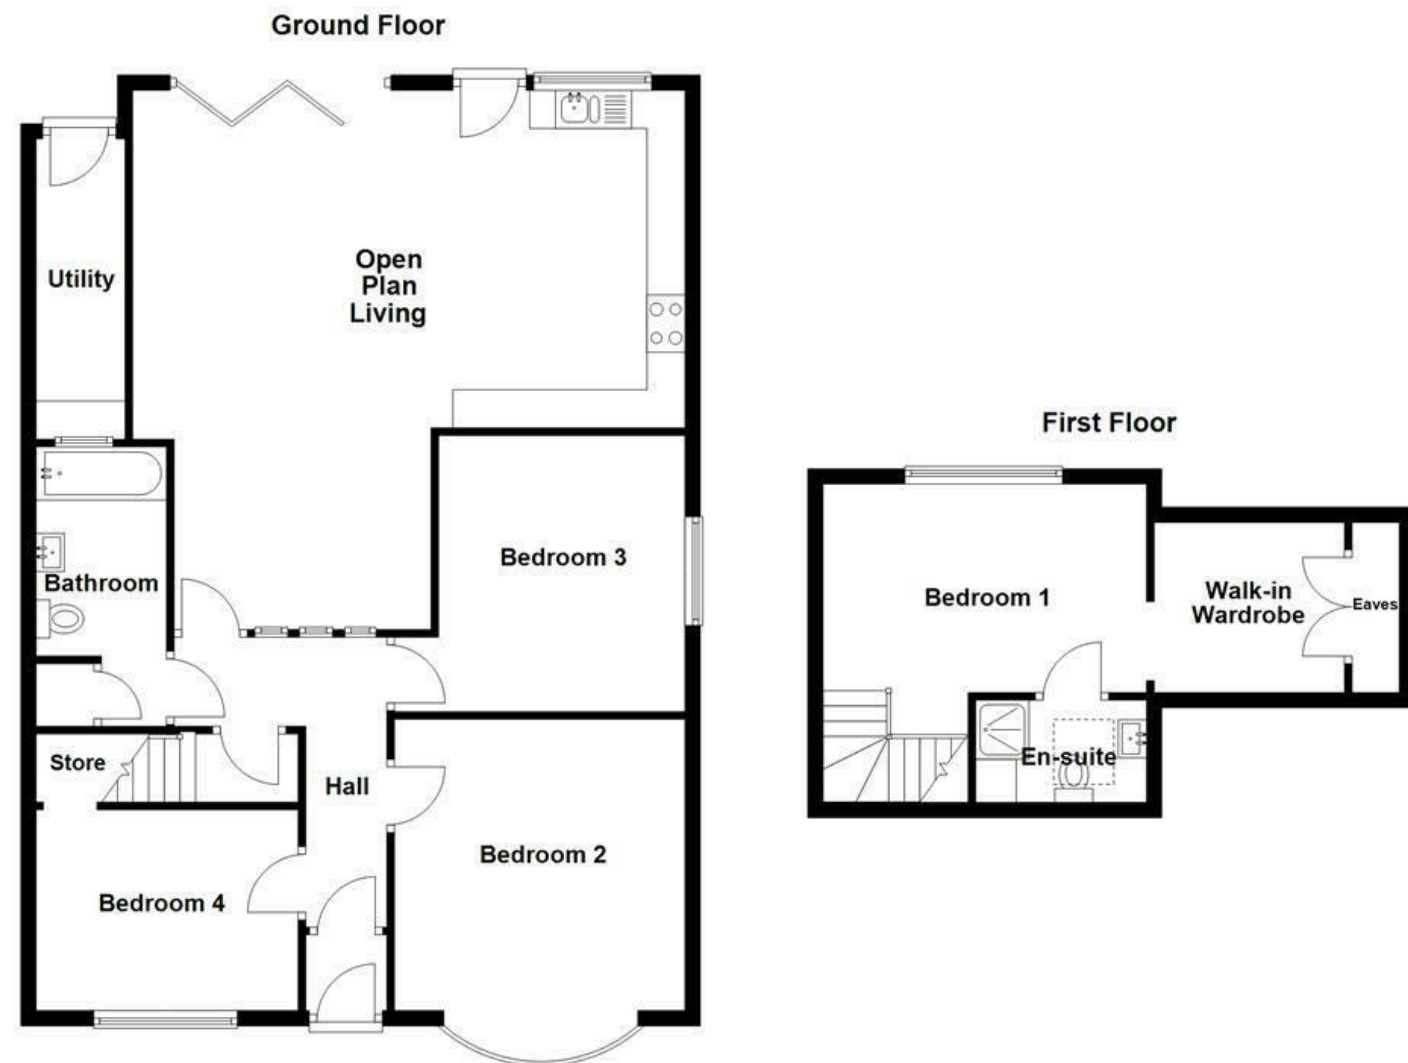 Ground Floor
Utility
Open
Plan
Living
Bedroom 3
Bathroom
Store
Hall
Bedroom 2
Bedroom 4
First Floor
Bedroom 1
Walk-in
Wardrobe
Eaves
En-suite